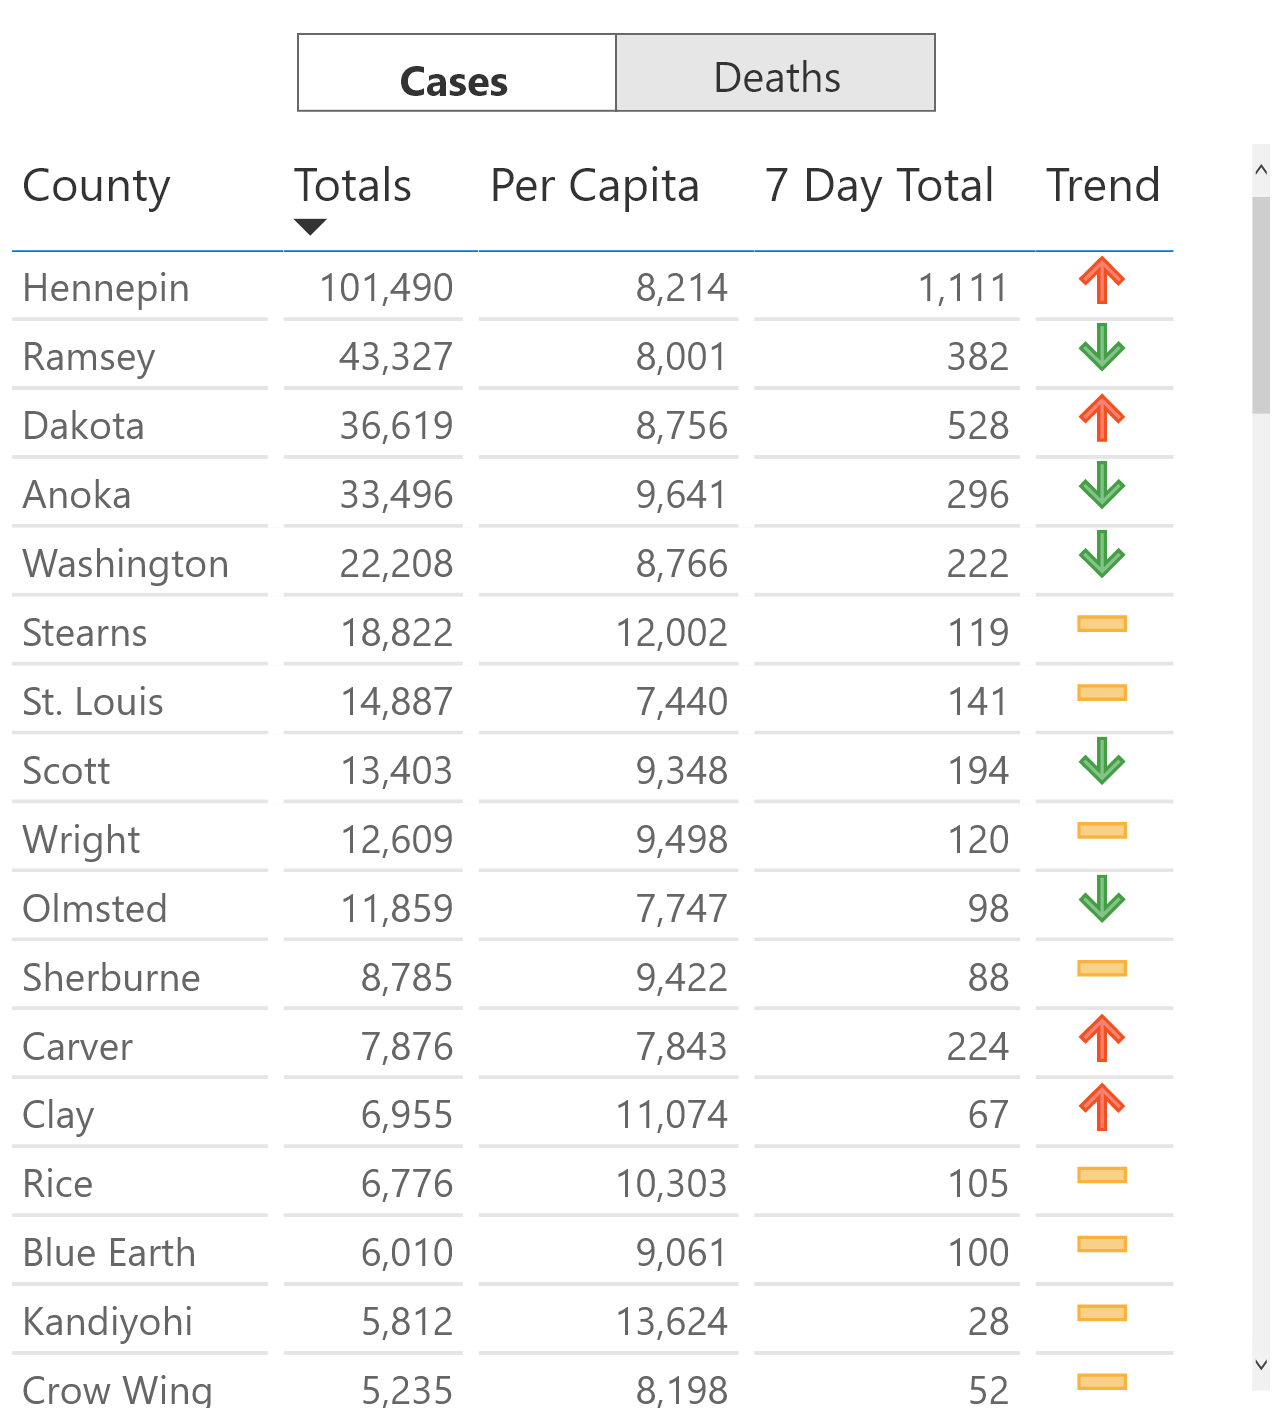 Cases Deaths
County Totals Per Capita 7 Day Total Trend
Hennepin 101,490 8,214 1,111
Ramsey 43,327 8,001 382
Dakota 36,619 8,756 528
Anoka 33,496 9,641 296
Washington 22,208 8,766 222
Stearns 18,822 12,002 119
St. Louis 14,887 7,440 141
Scott 13,403 9,348 194
Wright 12,609 9,498 120
Olmsted 11,859 7,747 98
Sherburne 8,785 9,422 88
Carver 7,876 7,843 224
Clay 6,955 11,074 67
Rice 6,776 10,303 105
Blue Earth 6,010 9,061 100
Kandiyohi 5,812 13,624 28
Crow Wing 5,235 8,198 52